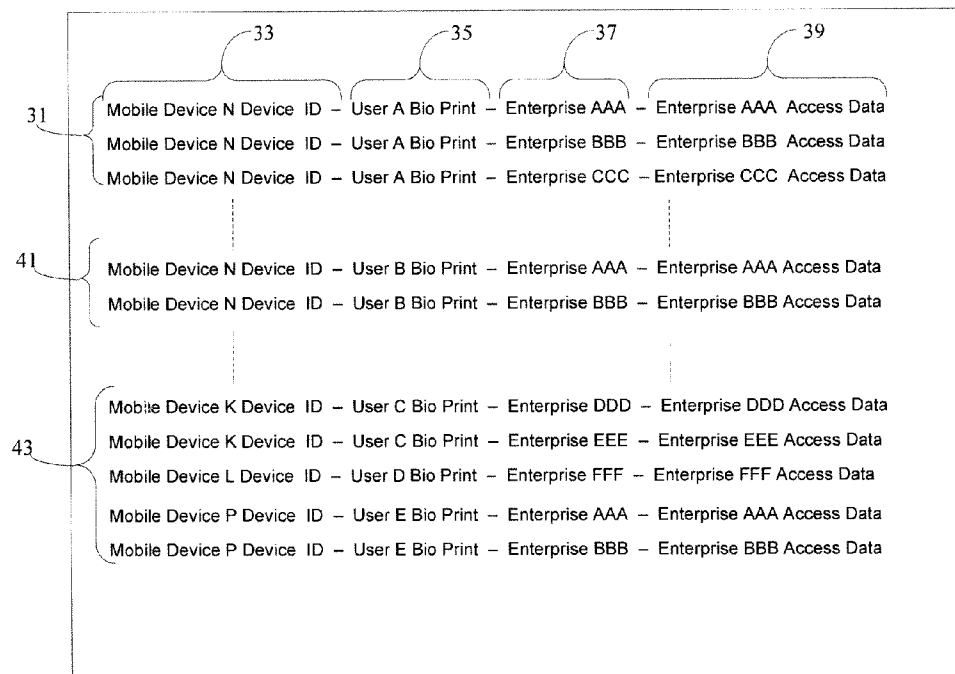 33 35 37 39
31
Mobile Device N Device ID – User A Bio Print – Enterprise AAA – Enterprise AAA Access Data
Mobile Device N Device ID – User A Bio Print – Enterprise BBB – Enterprise BBB Access Data
Mobile Device N Device ID – User A Bio Print – Enterprise CCC – Enterprise CCC Access Data
41
Mobile Device N Device ID – User B Bio Print – Enterprise AAA – Enterprise AAA Access Data
Mobile Device N Device ID – User B Bio Print – Enterprise BBB – Enterprise BBB Access Data
43
Mobile Device K Device ID – User C Bio Print – Enterprise DDD – Enterprise DDD Access Data
Mobile Device K Device ID – User C Bio Print – Enterprise EEE – Enterprise EEE Access Data
Mobile Device L Device ID – User D Bio Print – Enterprise FFF – Enterprise FFF Access Data
Mobile Device P Device ID – User E Bio Print – Enterprise AAA – Enterprise AAA Access Data
Mobile Device P Device ID – User E Bio Print – Enterprise BBB – Enterprise BBB Access Data